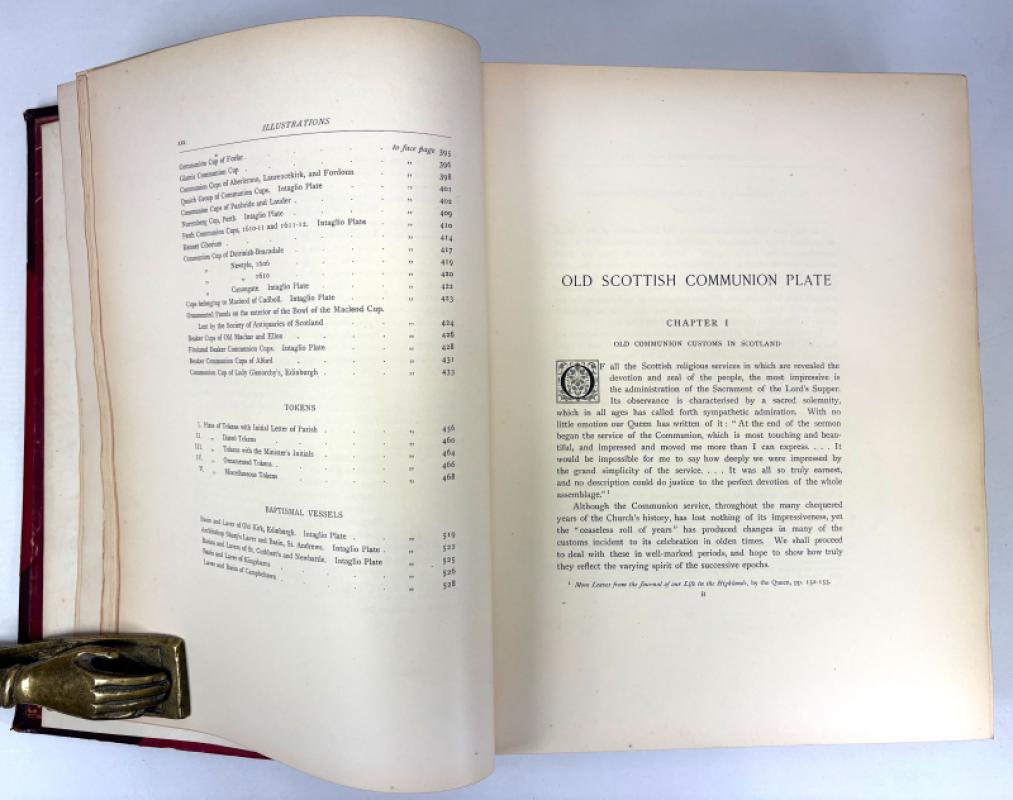 xx
ILLUSTRATIONS
to face page
Communion Cup of Forfar . 395
Glamis Communion Cup . „ 396
Communion Cups of Aberlemno, Laurencekirk, and Fordoun „ 398
Quaich Group of Communion Cups. Intaglio Plate „ 401
Communion Cups of Panbride and Lauder . „ 402
Nuremberg Cup, Perth Intaglio Plate „ 409
Perth Communion Cups, 1610-11 and 1611-12. Intaglio Plate „ 410
Kennet Ciborium . „ 414
Communion Cup of Duirinish-Bracadale „ 417
„ Newtyle, 1606 „ 419
„ „ 1610 „ 420
„ Canongate. Intaglio Plate „ 422
Cups belonging to Macleod of Cadboll. Intaglio Plate „ 423
Ornamented Panels on the exterior of the Bowl of the Macleod Cup.
Lent by the Society of Antiquaries of Scotland „ 424
Beaker Cups of Old Machar and Ellon „ 426
Fintland Beaker Communion Cups. Intaglio Plate „ 428
Beaker Communion Cups of Alford „ 431
Communion Cup of Lady Glenorchy's, Edinburgh . „ 433
TOKENS
I. Plate of Tokens with Initial Letter of Parish . „ 456
II. „ Dated Tokens „ 460
III. „ Tokens with the Minister's Initials „ 464
IV. „ Ornamented Tokens . „ 466
V. „ Miscellaneous Tokens „ 468
BAPTISMAL VESSELS
Basin and Laver of Old Kirk, Edinburgh. Intaglio Plate . „ 519
Archbishop Sharp's Laver and Basin, St. Andrews. Intaglio Plate . „ 522
Basins and Lavers of St. Cuthbert's and Newbattle. Intaglio Plate „ 525
Basin and Laver of Kinghorn . „ 526
Laver and Basin of Campbeltown . „ 528
OLD SCOTTISH COMMUNION PLATE
CHAPTER I
OLD COMMUNION CUSTOMS IN SCOTLAND
OF all the Scottish religious services in which are revealed the
devotion and zeal of the people, the most impressive is
the administration of the Sacrament of the Lord's Supper.
Its observance is characterised by a sacred solemnity,
which in all ages has called forth sympathetic admiration. With no
little emotion our Queen has written of it: "At the end of the sermon
began the service of the Communion, which is most touching and beau-
tiful, and impressed and moved me more than I can express. . . . It
would be impossible for me to say how deeply we were impressed by
the grand simplicity of the service. . . . It was all so truly earnest,
and no description could do justice to the perfect devotion of the whole
assemblage." 1
Although the Communion service, throughout the many chequered
years of the Church's history, has lost nothing of its impressiveness, yet
the "ceaseless roll of years" has produced changes in many of the
customs incident to its celebration in olden times. We shall proceed
to deal with these in well-marked periods, and hope to show how truly
they reflect the varying spirit of the successive epochs.
1 More Leaves from the Journal of our Life in the Highlands, by the Queen, pp. 152-153.
B